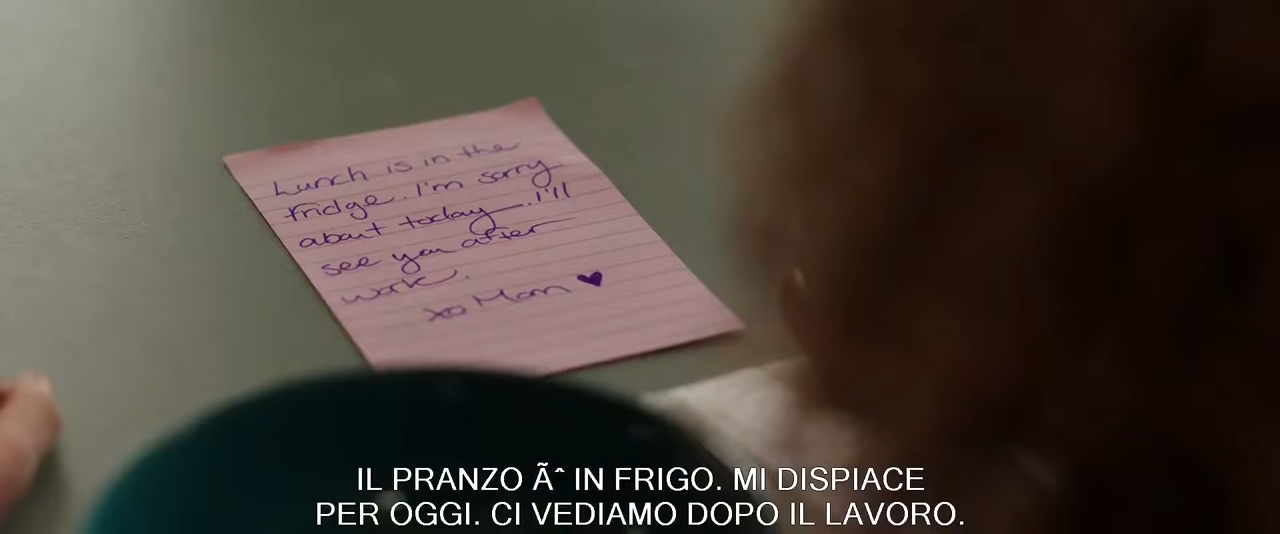 Lunch is in the
fridge. I'm sorry
about today. I'll
see you after
work.
xo Mom ♥
IL PRANZO Ãˆ IN FRIGO. MI DISPIACE
PER OGGI. CI VEDIAMO DOPO IL LAVORO.